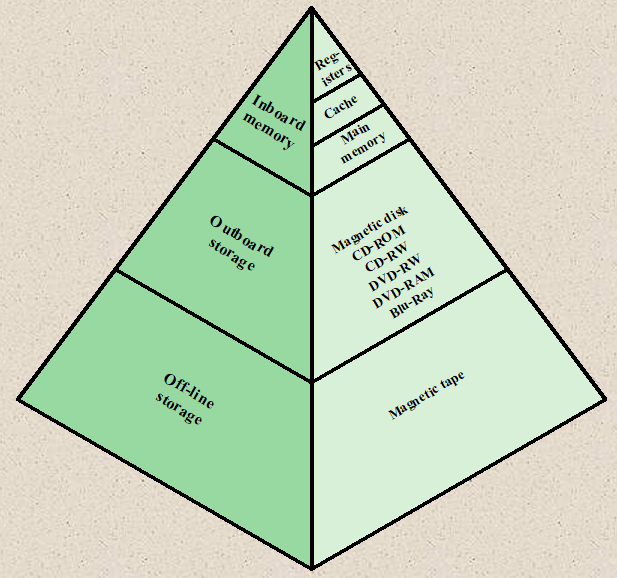 Reg-
isters
Cache
Main
memory
Inboard
memory
Magnetic disk
CD-ROM
CD-RW
DVD-RW
DVD-RAM
Blu-Ray
Outboard
storage
Magnetic tape
Off-line
storage